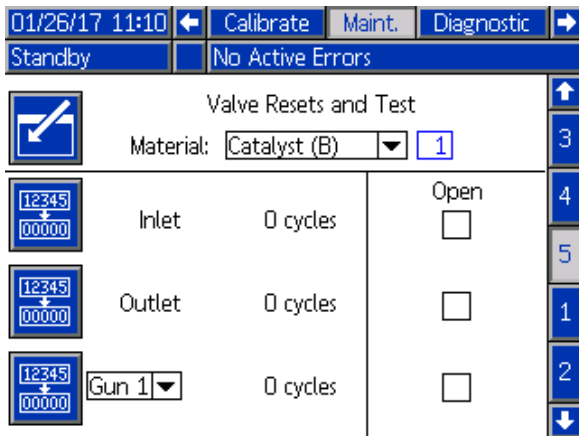 01/26/17 11:10 Calibrate Maint. Diagnostic
Standby No Active Errors
Valve Resets and Test
Material: Catalyst (B) 1
3
12345
00000
Inlet 0 cycles
Open
4
5
12345
00000
Outlet 0 cycles
1
12345
00000
Gun 1 0 cycles
2